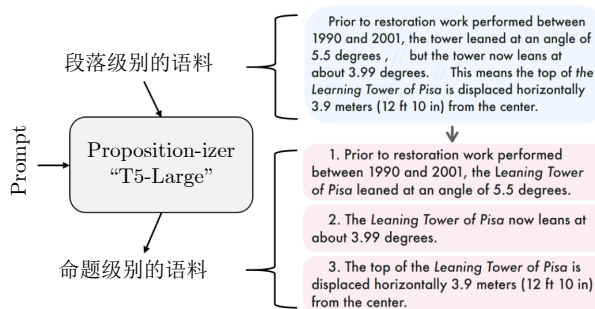 段落级别的语料
Prompt
Proposition-izer
“T5-Large”
命题级别的语料
Prior to restoration work performed between
1990 and 2001, the tower leaned at an angle of
5.5 degrees , // but the tower now leans at
about 3.99 degrees. // This means the top of the
Learning Tower of Pisa is displaced horizontally
3.9 meters (12 ft 10 in) from the center.
1. Prior to restoration work performed
between 1990 and 2001, the Leaning Tower
of Pisa leaned at an angle of 5.5 degrees.
2. The Leaning Tower of Pisa now leans at
about 3.99 degrees.
3. The top of the Leaning Tower of Pisa is
displaced horizontally 3.9 meters (12 ft 10 in)
from the center.